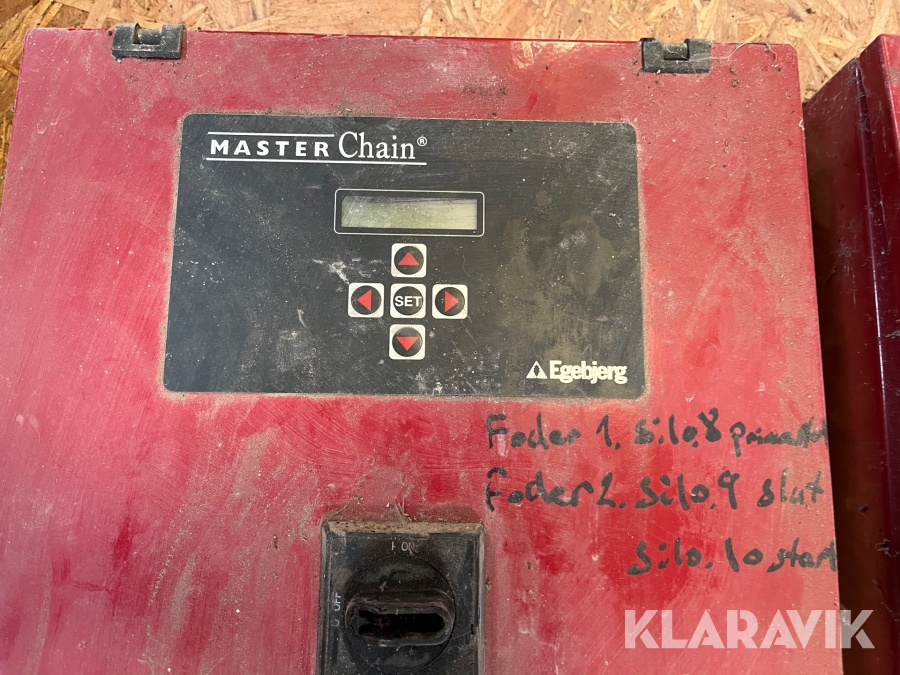 MASTER Chain®
SET
Egebjerg
Foder 1. Silo. 8
Foder 2. Silo. 9 slut
Silo. 10 start
I ON
O OFF
KLARAVIK